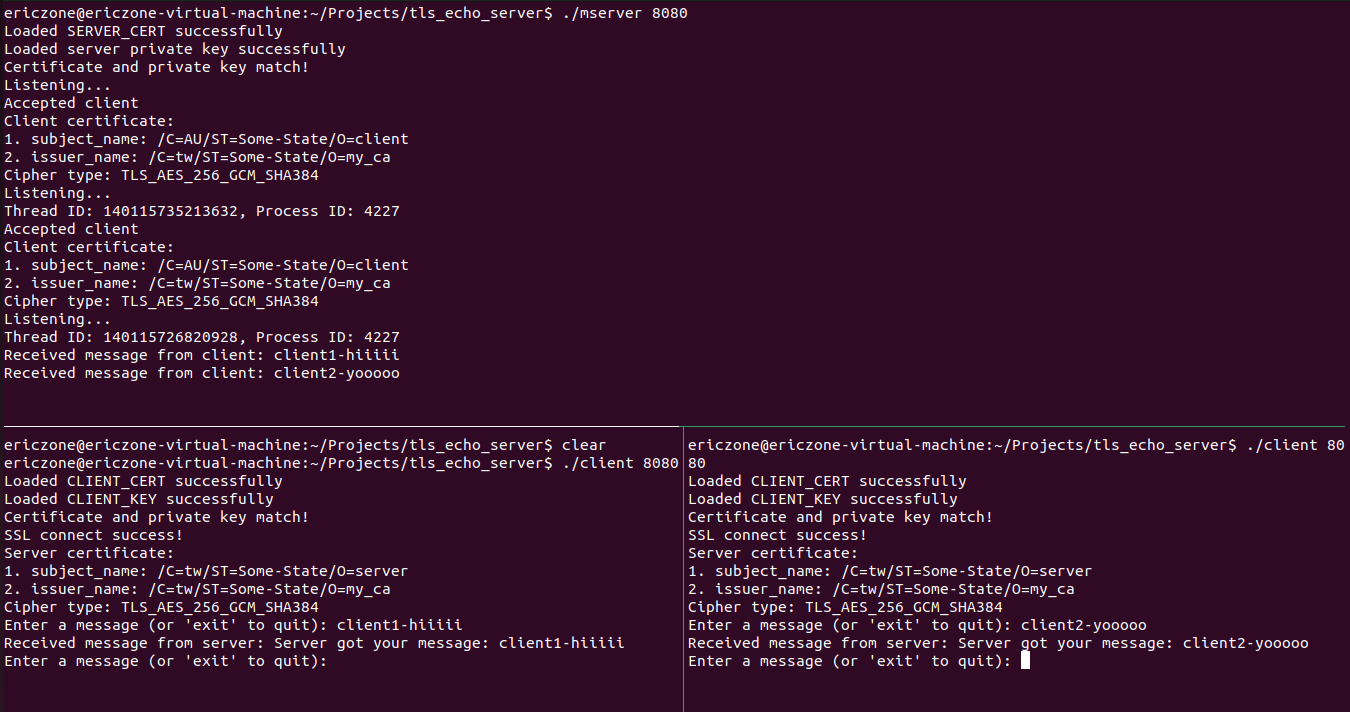 ericzone@ericzone-virtual-machine:~/Projects/tls_echo_server$ ./mserver 8080
Loaded SERVER_CERT successfully
Loaded server private key successfully
Certificate and private key match!
Listening...
Accepted client
Client certificate:
1. subject_name: /C=AU/ST=Some-State/O=client
2. issuer_name: /C=tw/ST=Some-State/O=my_ca
Cipher type: TLS_AES_256_GCM_SHA384
Listening...
Thread ID: 140115735213632, Process ID: 4227
Accepted client
Client certificate:
1. subject_name: /C=AU/ST=Some-State/O=client
2. issuer_name: /C=tw/ST=Some-State/O=my_ca
Cipher type: TLS_AES_256_GCM_SHA384
Listening...
Thread ID: 140115726820928, Process ID: 4227
Received message from client: client1-hiiiii
Received message from client: client2-yooooo
ericzone@ericzone-virtual-machine:~/Projects/tls_echo_server$ clear
ericzone@ericzone-virtual-machine:~/Projects/tls_echo_server$ ./client 8080
Loaded CLIENT_CERT successfully
Loaded CLIENT_KEY successfully
Certificate and private key match!
SSL connect success!
Server certificate:
1. subject_name: /C=tw/ST=Some-State/O=server
2. issuer_name: /C=tw/ST=Some-State/O=my_ca
Cipher type: TLS_AES_256_GCM_SHA384
Enter a message (or 'exit' to quit): client1-hiiiii
Received message from server: Server got your message: client1-hiiiii
Enter a message (or 'exit' to quit):
ericzone@ericzone-virtual-machine:~/Projects/tls_echo_server$ ./client 80
80
Loaded CLIENT_CERT successfully
Loaded CLIENT_KEY successfully
Certificate and private key match!
SSL connect success!
Server certificate:
1. subject_name: /C=tw/ST=Some-State/O=server
2. issuer_name: /C=tw/ST=Some-State/O=my_ca
Cipher type: TLS_AES_256_GCM_SHA384
Enter a message (or 'exit' to quit): client2-yooooo
Received message from server: Server got your message: client2-yooooo
Enter a message (or 'exit' to quit):